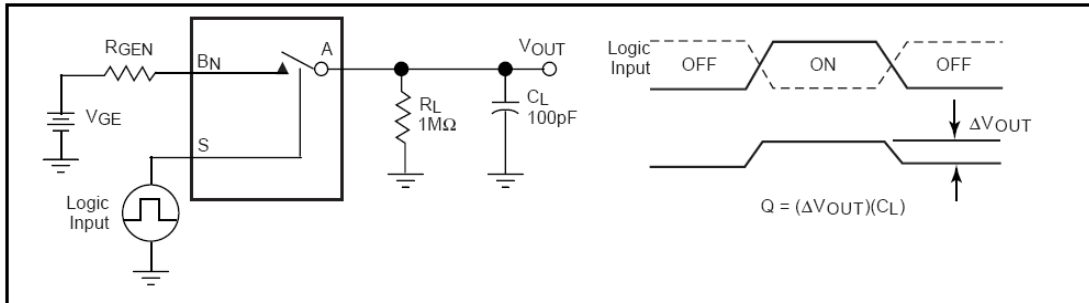 RGEN
BN
A
VOUT
VGE
S
RL
1MΩ
CL
100pF
Logic
Input
Logic
Input
OFF
ON
OFF
ΔVOUT
Q = (ΔVOUT)(CL)